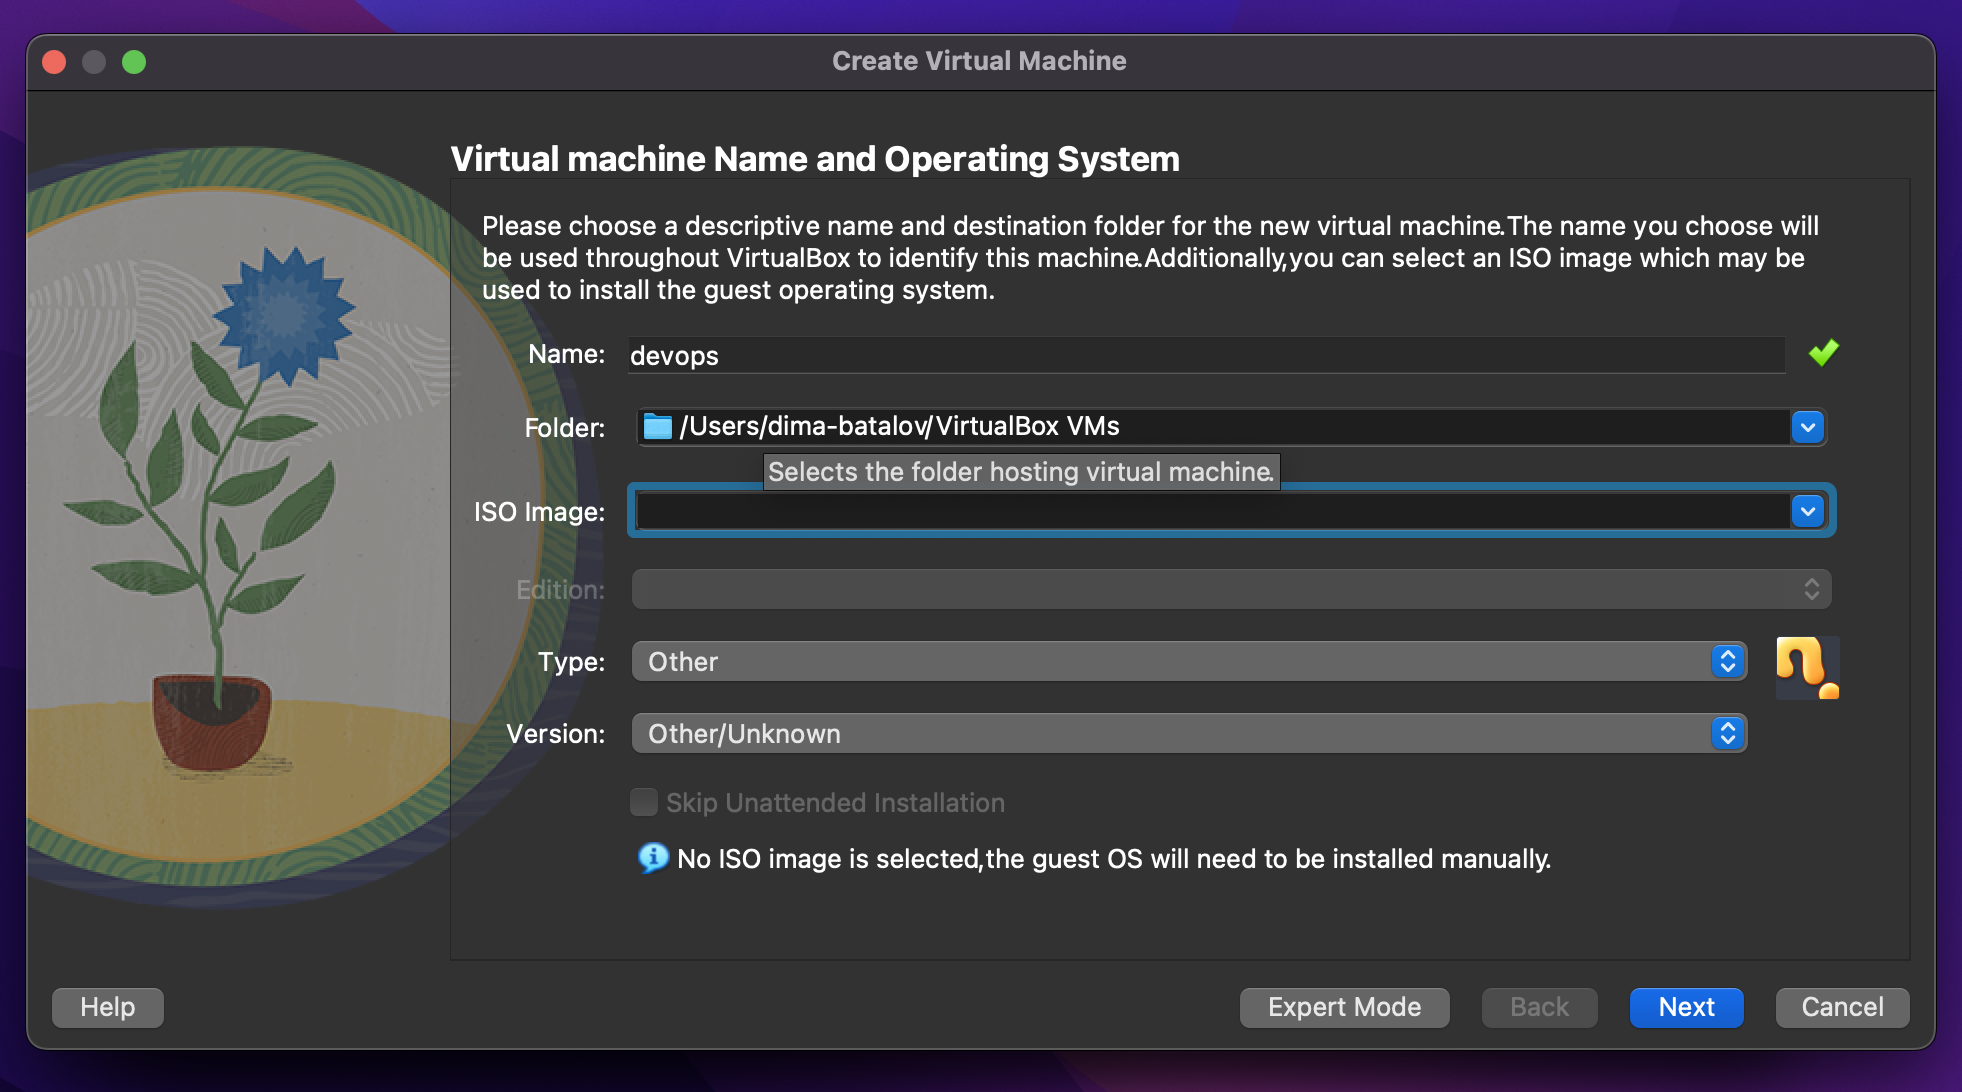 Create Virtual Machine
Virtual machine Name and Operating System
Please choose a descriptive name and destination folder for the new virtual machine.The name you choose will
be used throughout VirtualBox to identify this machine.Additionally,you can select an ISO image which may be
used to install the guest operating system.
Name: devops
Folder: /Users/dima-batalov/VirtualBox VMs
Selects the folder hosting virtual machine.
ISO Image:
Edition:
Type: Other
Version: Other/Unknown
Skip Unattended Installation
No ISO image is selected,the guest OS will need to be installed manually.
Help Expert Mode Back Next Cancel